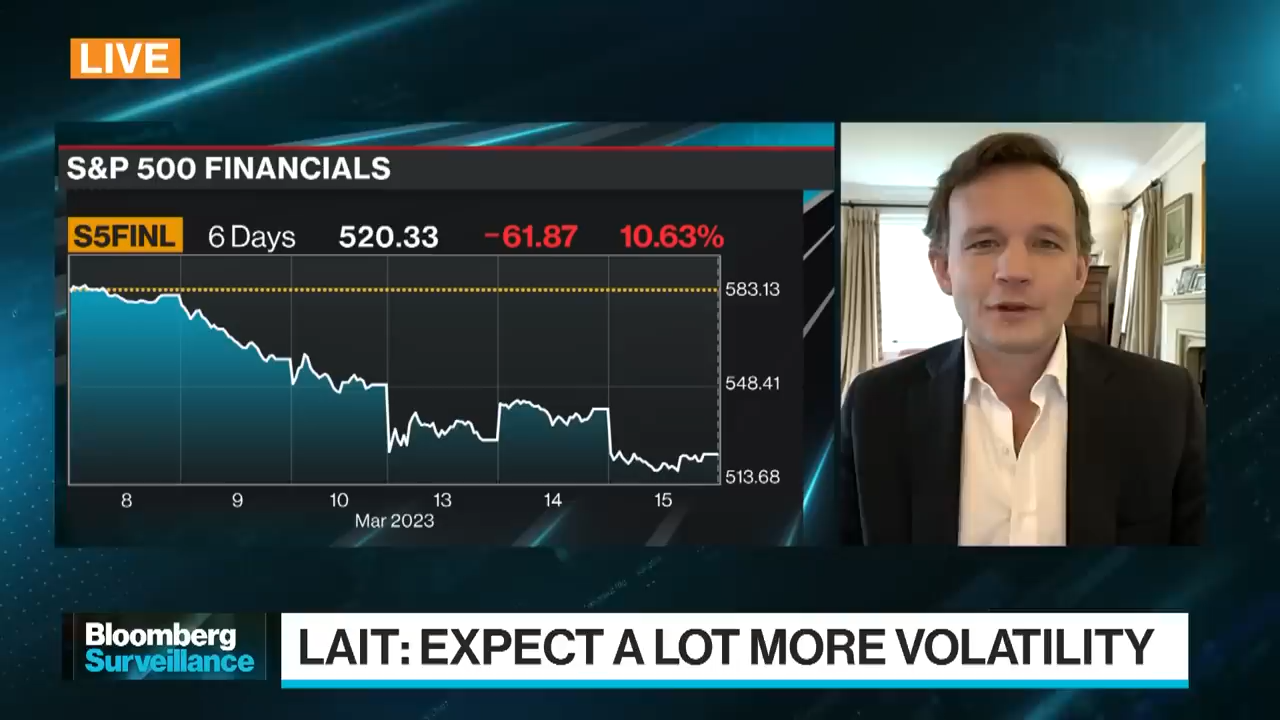 LIVE
S&P 500 FINANCIALS
S5FINL 6 Days 520.33 −61.87 10.63%
583.13
548.41
513.68
8 9 10 13 14 15
Mar 2023
Bloomberg
Surveillance
LAIT: EXPECT A LOT MORE VOLATILITY